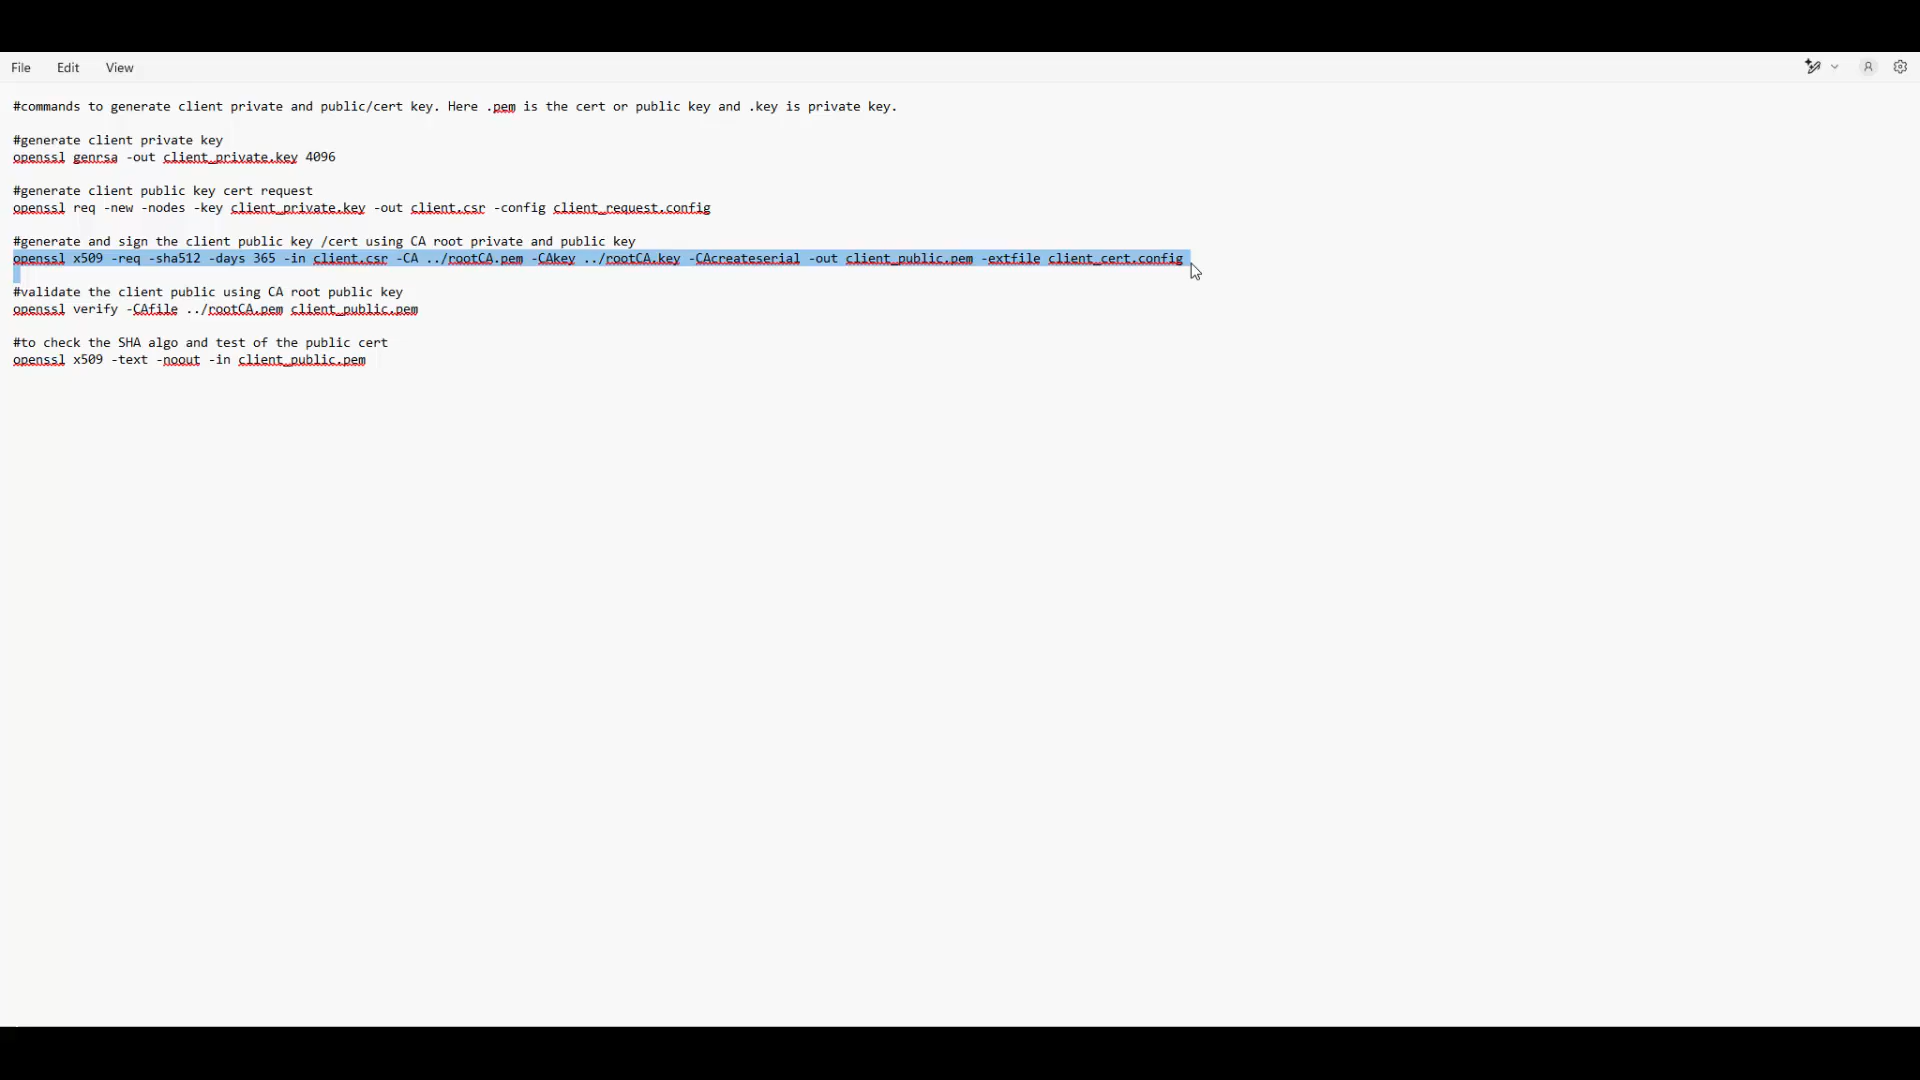 File Edit View
#commands to generate client private and public/cert key. Here .pem is the cert or public key and .key is private key.
#generate client private key
openssl genrsa -out client_private.key 4096
#generate client public key cert request
openssl req -new -nodes -key client_private.key -out client.csr -config client_request.config
#generate and sign the client public key /cert using CA root private and public key
openssl x509 -req -sha512 -days 365 -in client.csr -CA ../rootCA.pem -CAkey ../rootCA.key -CAcreateserial -out client_public.pem -extfile client_cert.config
#validate the client public using CA root public key
openssl verify -CAfile ../rootCA.pem client_public.pem
#to check the SHA algo and test of the public cert
openssl x509 -text -noout -in client_public.pem